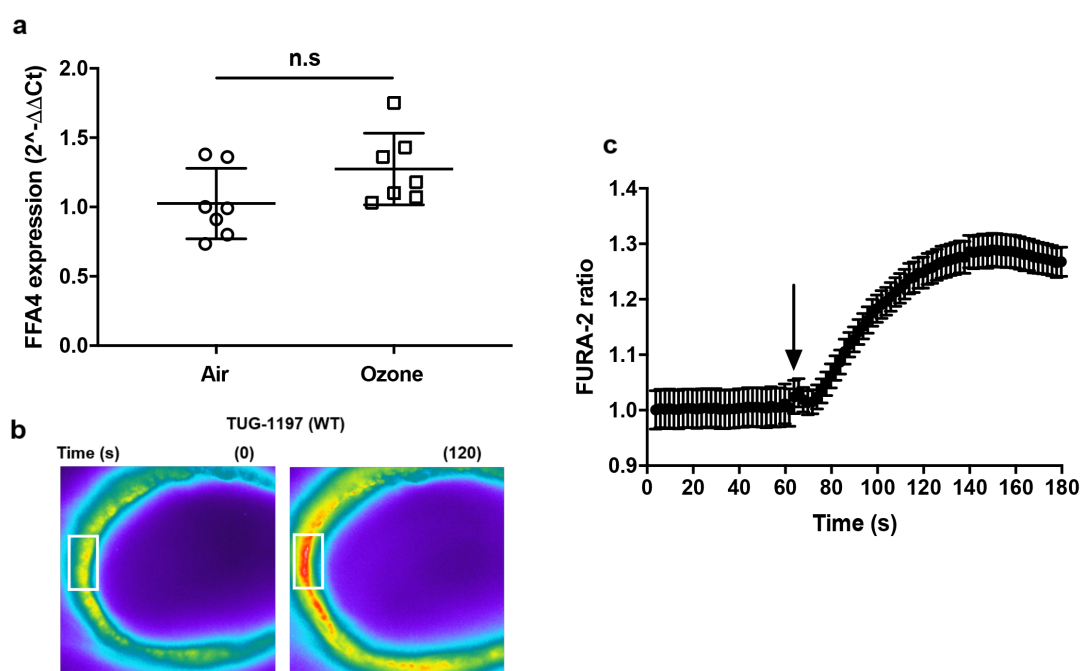 a
n.s
2.0
1.5
1.0
0.5
0.0
FFA4 expression (2^-ΔΔCt)
Air Ozone
b
TUG-1197 (WT)
Time (s) (0) (120)
c
1.4
1.3
1.2
1.1
1.0
0.9
FURA-2 ratio
0 20 40 60 80 100 120 140 160 180
Time (s)